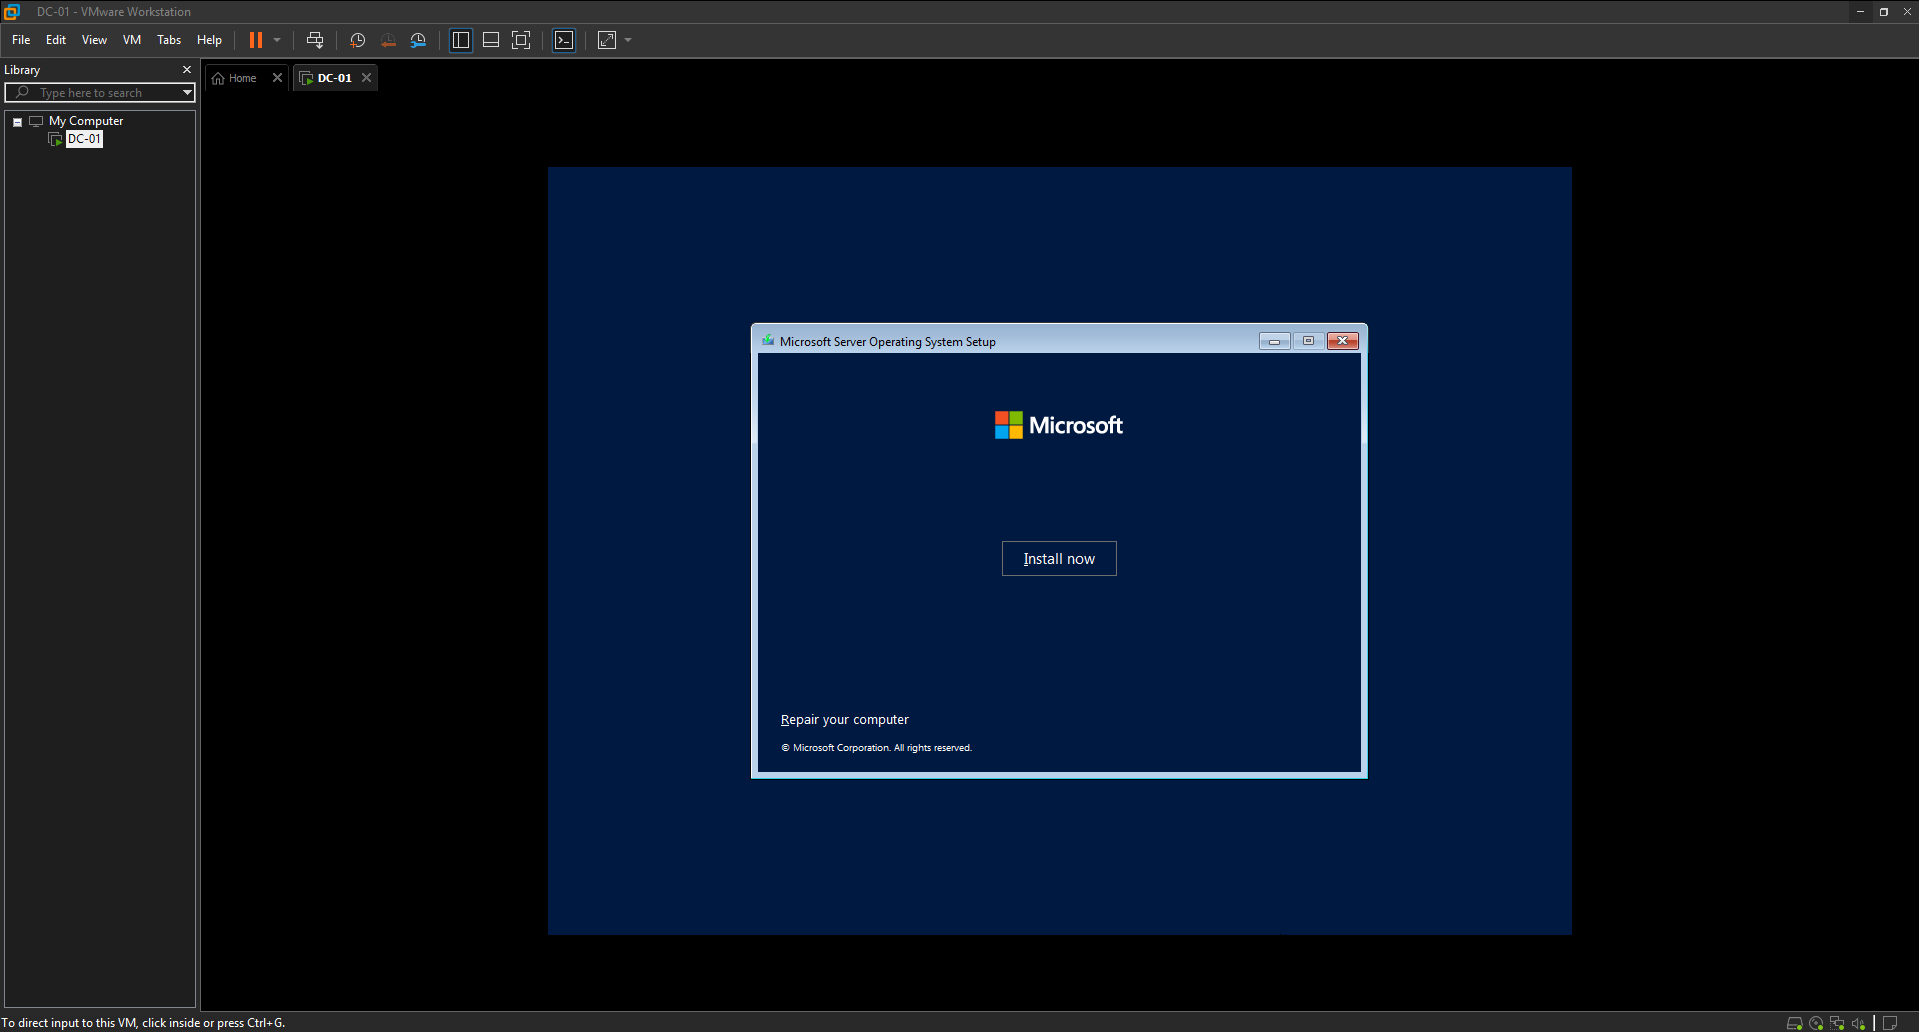 DC-01 - VMware Workstation
File Edit View VM Tabs Help
Library
Type here to search
My Computer
DC-01
Home
DC-01
Microsoft Server Operating System Setup
Microsoft
Install now
Repair your computer
© Microsoft Corporation. All rights reserved.
To direct input to this VM, click inside or press Ctrl+G.